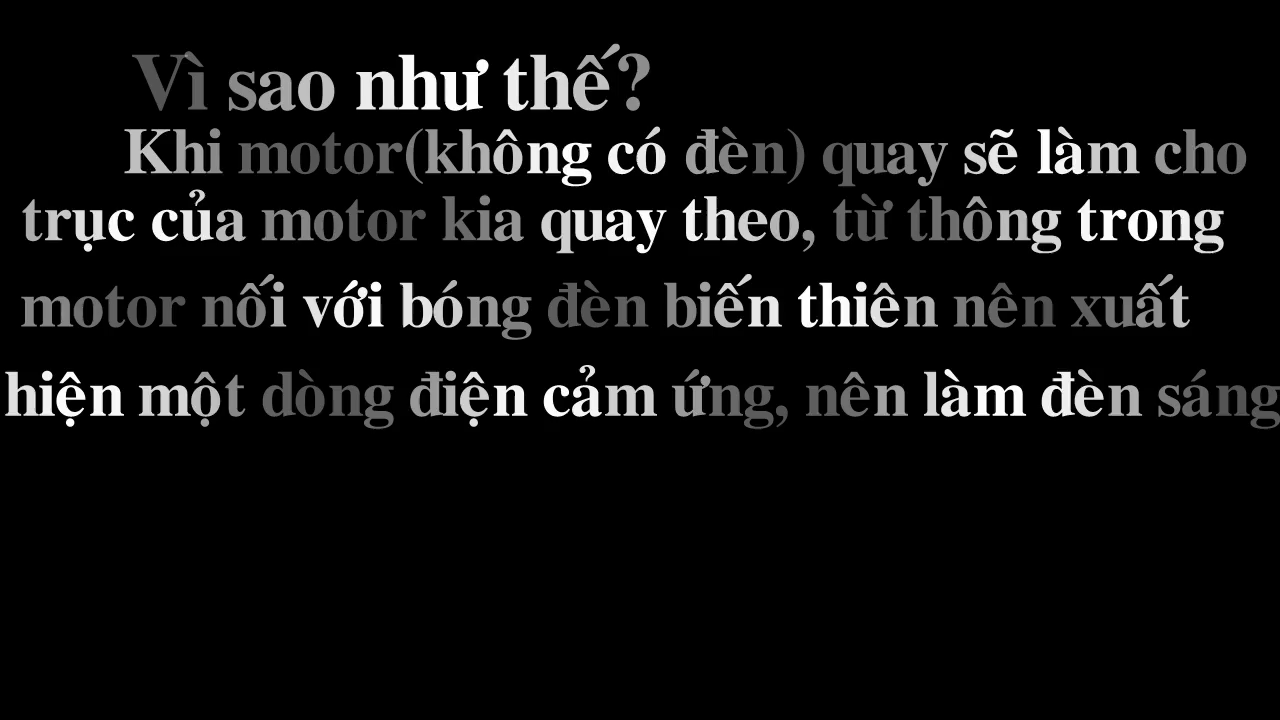 Vì sao như thế?
Khi motor(không có đèn) quay sẽ làm cho
trục của motor kia quay theo, từ thông trong
motor nối với bóng đèn biến thiên nên xuất
hiện một dòng điện cảm ứng, nên làm đèn sáng